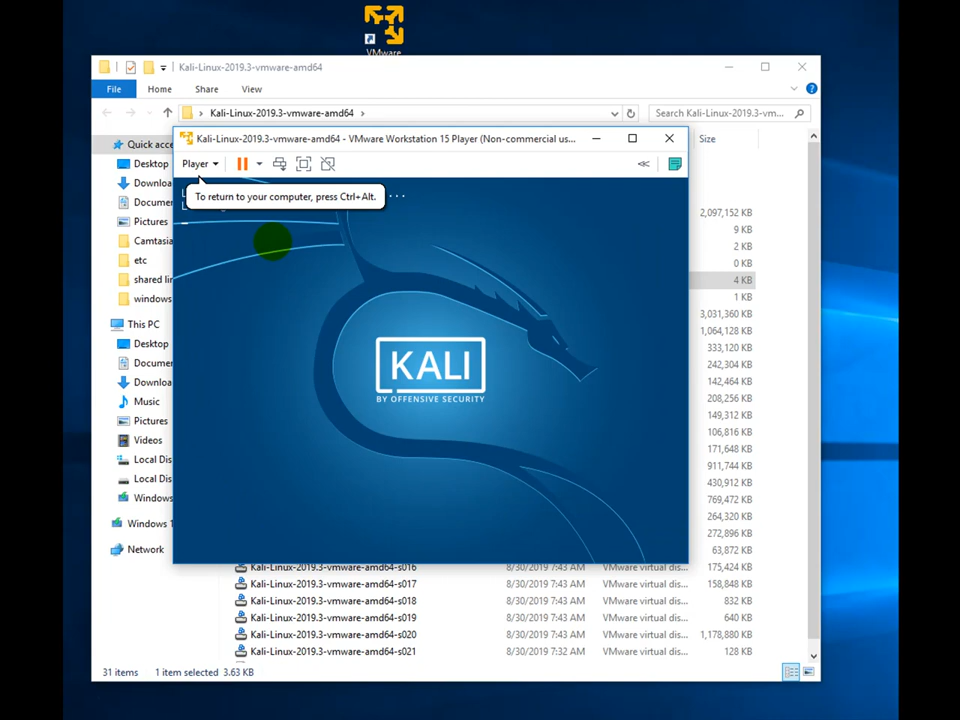 VMware
Kali-Linux-2019.3-vmware-amd64
File Home Share View
Kali-Linux-2019.3-vmware-amd64
Search Kali-Linux-2019.3-vm...
Kali-Linux-2019.3-vmware-amd64 - VMware Workstation 15 Player (Non-commercial us...
Player
To return to your computer, press Ctrl+Alt.
...
KALI
BY OFFENSIVE SECURITY
Quick acce
Desktop
Downloa
Documer
Pictures
Camtasia
etc
shared lin
windows
This PC
Desktop
Documer
Downloa
Music
Pictures
Videos
Local Dis
Local Dis
Windows
Windows 1
Network
Size
2,097,152 KB
9 KB
2 KB
0 KB
4 KB
1 KB
3,031,360 KB
1,064,128 KB
333,120 KB
242,304 KB
142,464 KB
208,256 KB
149,312 KB
106,816 KB
171,648 KB
911,744 KB
430,912 KB
769,472 KB
264,320 KB
272,896 KB
63,872 KB
Kali-Linux-2019.3-vmware-amd64-s016 8/30/2019 7:43 AM VMware virtual dis... 175,424 KB
Kali-Linux-2019.3-vmware-amd64-s017 8/30/2019 7:43 AM VMware virtual dis... 158,848 KB
Kali-Linux-2019.3-vmware-amd64-s018 8/30/2019 7:43 AM VMware virtual dis... 832 KB
Kali-Linux-2019.3-vmware-amd64-s019 8/30/2019 7:43 AM VMware virtual dis... 640 KB
Kali-Linux-2019.3-vmware-amd64-s020 8/30/2019 7:43 AM VMware virtual dis... 1,178,880 KB
Kali-Linux-2019.3-vmware-amd64-s021 8/30/2019 7:32 AM VMware virtual dis... 128 KB
31 items 1 item selected 3.63 KB